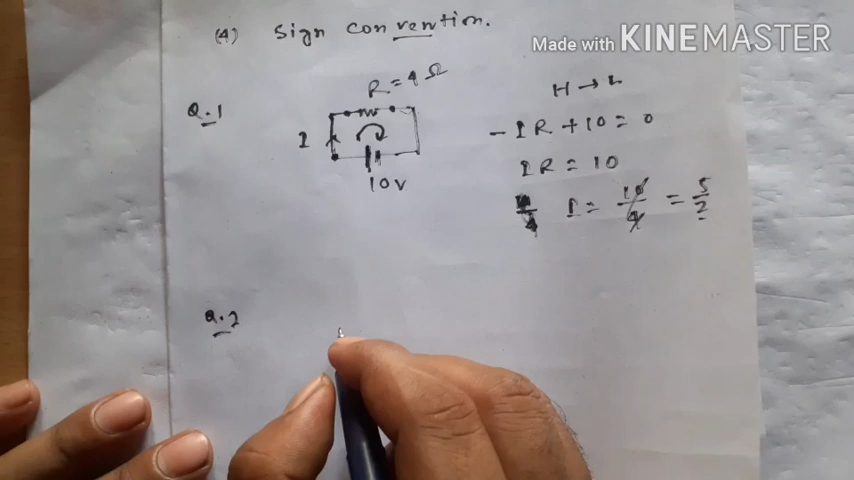 (4) Sign convention.
Made with KINEMASTER
R = 4 Ω
H → L
Q.1
I
10V
- IR + 10 = 0
IR = 10
I = 10/4 = 5/2
Q.2